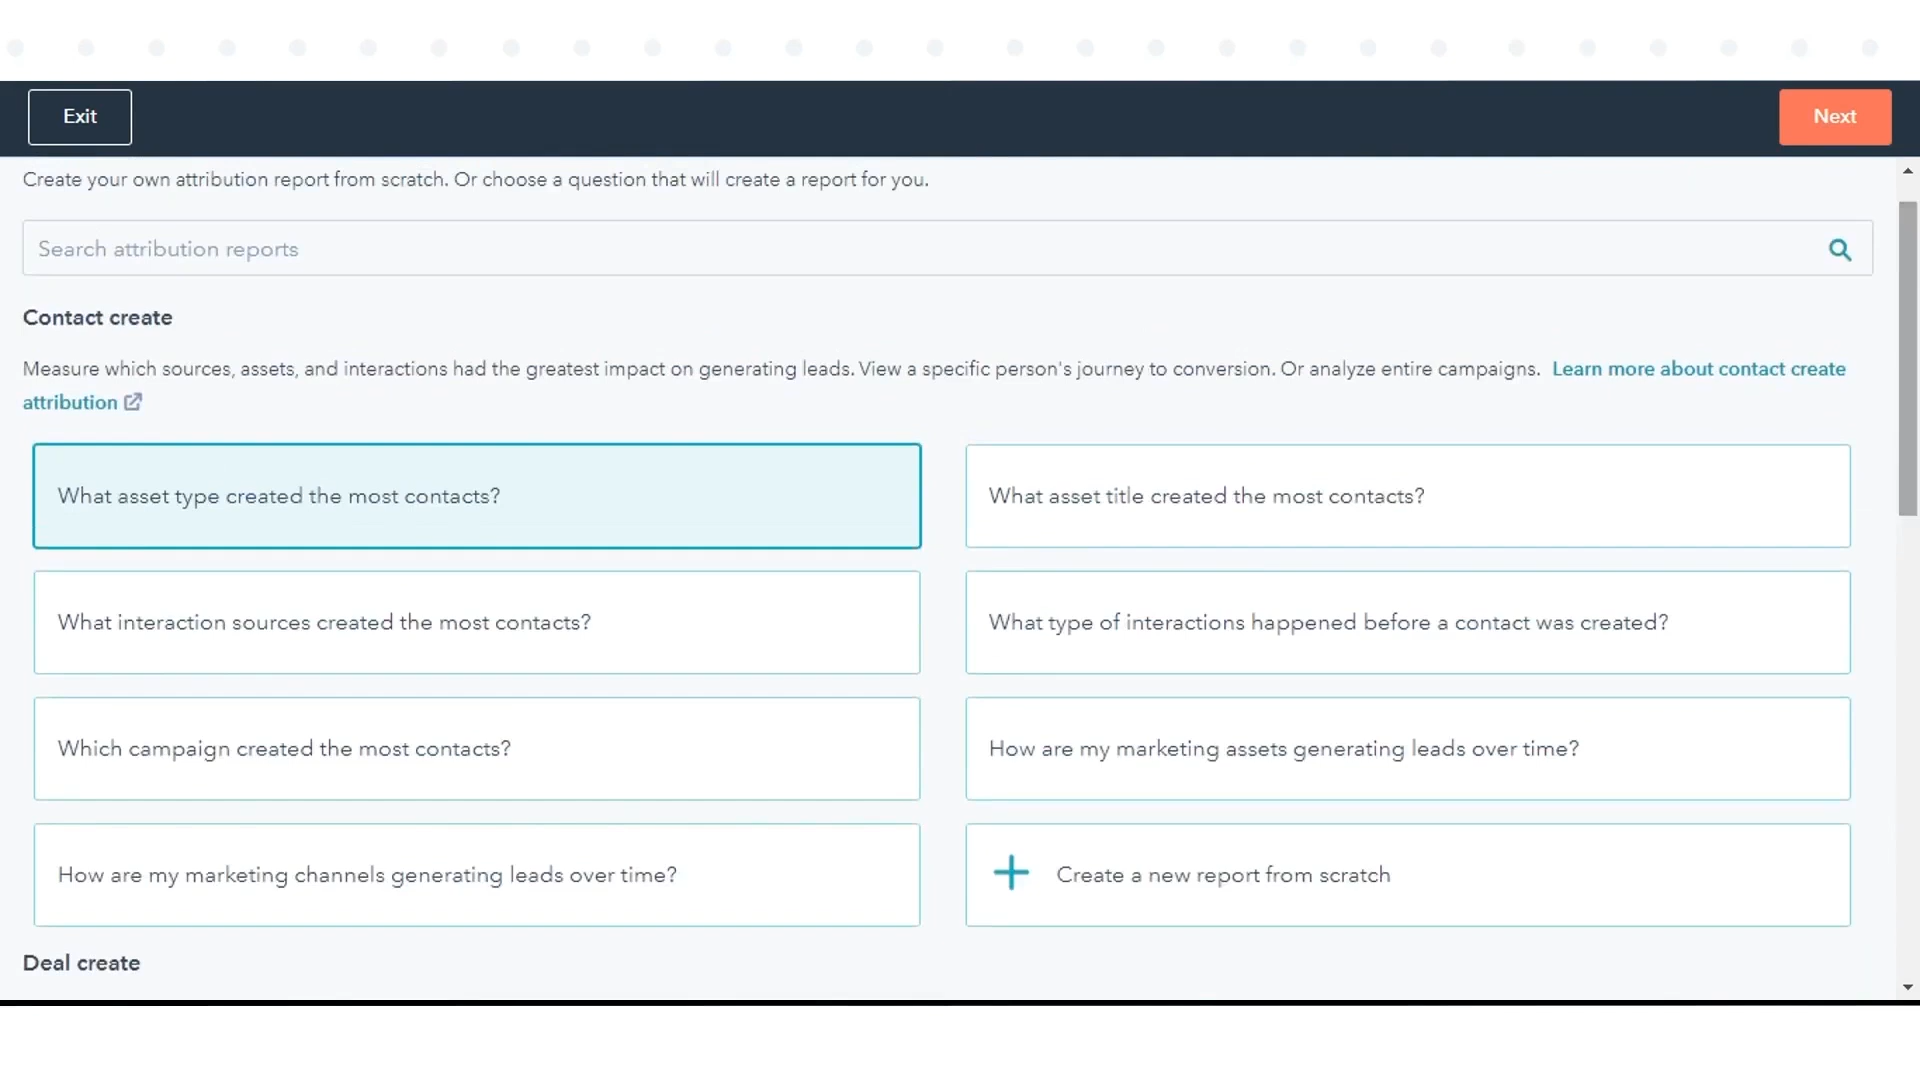 Exit
Next
Create your own attribution report from scratch. Or choose a question that will create a report for you.
Search attribution reports
Contact create
Measure which sources, assets, and interactions had the greatest impact on generating leads. View a specific person's journey to conversion. Or analyze entire campaigns. Learn more about contact create
attribution
What asset type created the most contacts?
What asset title created the most contacts?
What interaction sources created the most contacts?
What type of interactions happened before a contact was created?
Which campaign created the most contacts?
How are my marketing assets generating leads over time?
How are my marketing channels generating leads over time?
Create a new report from scratch
Deal create